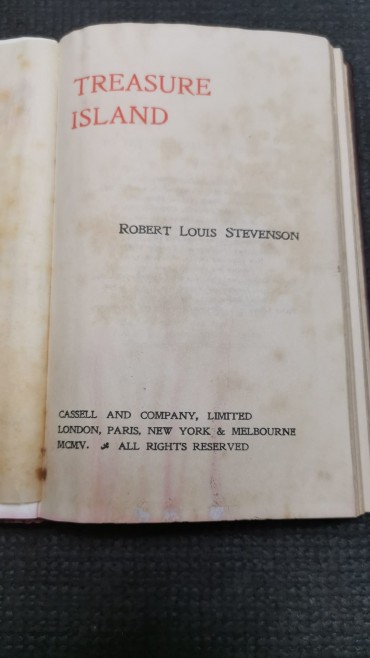 TREASURE
ISLAND
ROBERT LOUIS STEVENSON
CASSELL AND COMPANY, LIMITED
LONDON, PARIS, NEW YORK & MELBOURNE
MCMV. ALL RIGHTS RESERVED